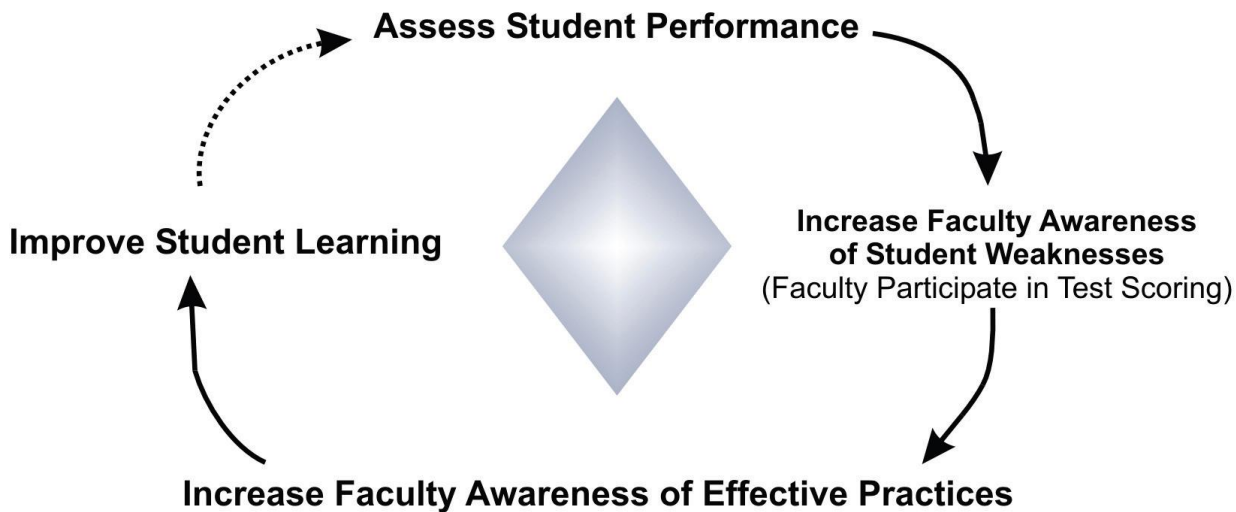 Assess Student Performance
Increase Faculty Awareness
of Student Weaknesses
(Faculty Participate in Test Scoring)
Increase Faculty Awareness of Effective Practices
Improve Student Learning